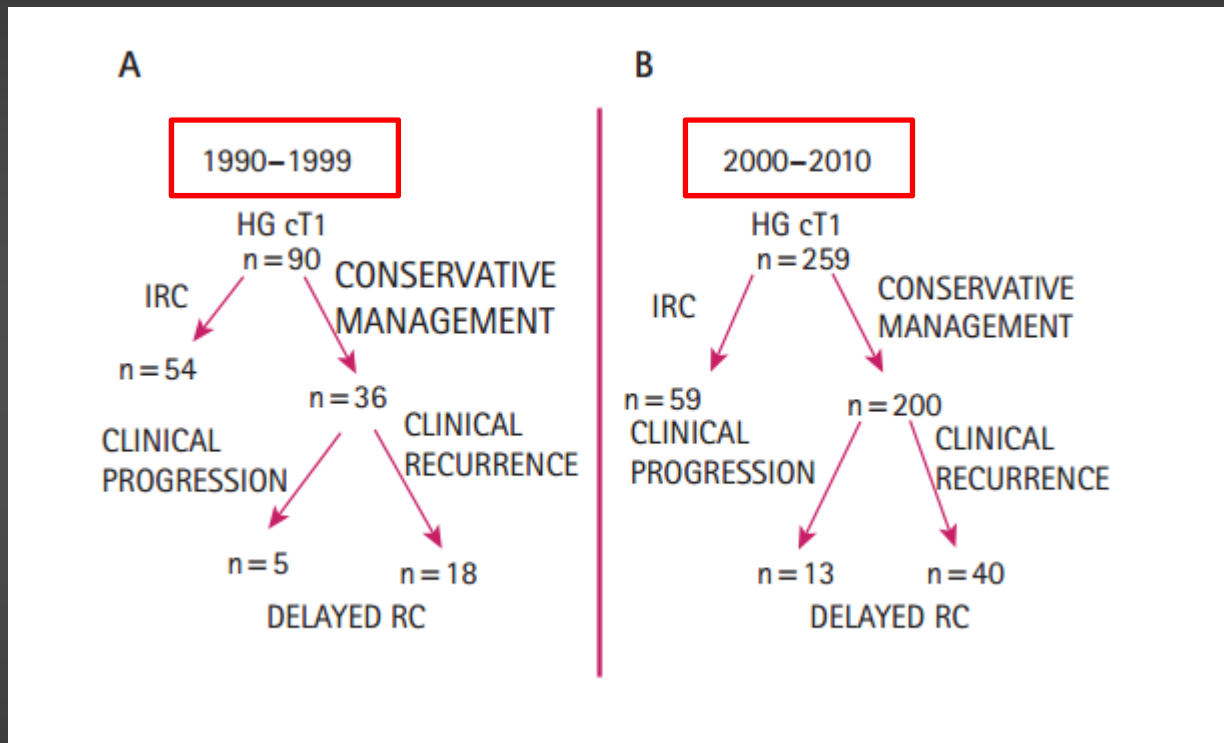 A
1990–1999
HG cT1
n=90
IRC
CONSERVATIVE
MANAGEMENT
n=54
n=36
CLINICAL
PROGRESSION
CLINICAL
RECURRENCE
n=5
n=18
DELAYED RC
B
2000–2010
HG cT1
n=259
IRC
CONSERVATIVE
MANAGEMENT
n=59
n=200
CLINICAL
PROGRESSION
CLINICAL
RECURRENCE
n=13
n=40
DELAYED RC